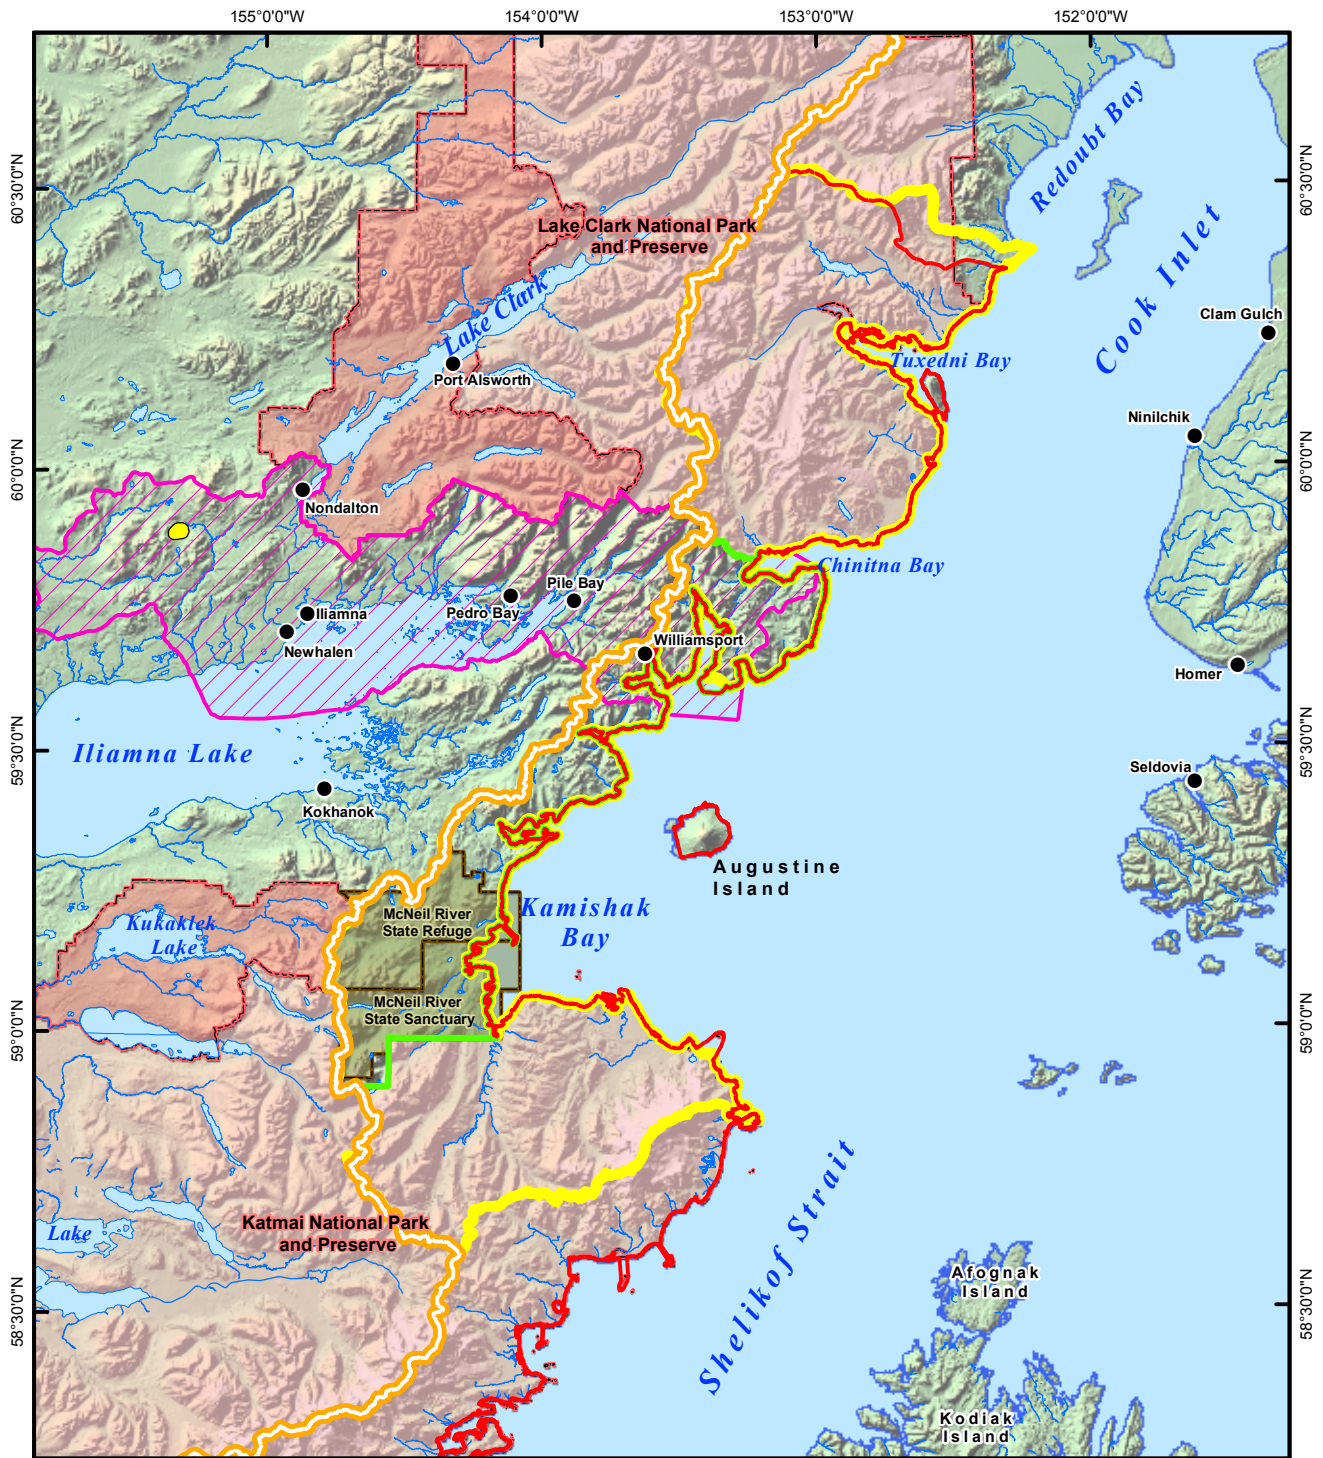 155°0'0"W
154°0'0"W
153°0'0"W
152°0'0"W
60°30'0"N
60°30'0"N
Redoubt Bay
Lake Clark National Park
and Preserve
Cook Inlet
Lake Clark
Clam Gulch
Tuxedni Bay
Port Alsworth
Ninilchik
60°0'0"N
60°0'0"N
Nondalton
Chinitna Bay
Pile Bay
Pedro Bay
Iliamna
Newhalen
Williamsport
Homer
59°30'0"N
59°30'0"N
Iliamna Lake
Seldovia
Kokhanok
Augustine
Island
Kamishak
Bay
McNeil River
State Refuge
Kukaklek
Lake
McNeil River
State Sanctuary
59°0'0"N
59°0'0"N
Shelikof Strait
Katmai National Park
and Preserve
Lake
Afognak
Island
58°30'0"N
58°30'0"N
Kodiak
Island